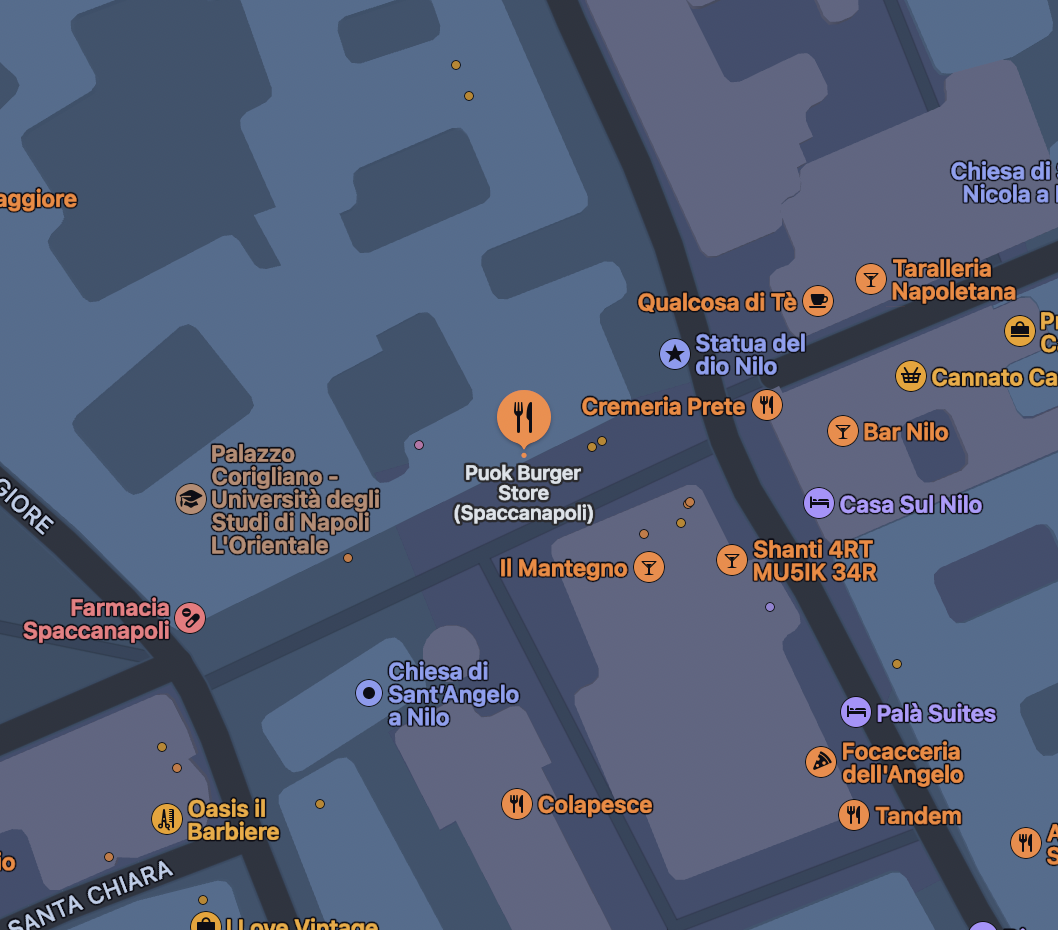 aggiore
Chiesa di
Nicola a
Taralleria
Napoletana
Qualcosa di Tè
Statua del
dio Nilo
Cannato
Cremeria Prete
Bar Nilo
Palazzo
Corigliano -
Università degli
Studi di Napoli
L'Orientale
Puok Burger
Store
(Spaccanapoli)
GIORE
Casa Sul Nilo
Il Mantegno
Shanti 4RT
MU5IK 34R
Farmacia
Spaccanapoli
Chiesa di
Sant'Angelo
a Nilo
Palà Suites
Focacceria
dell'Angelo
Oasis il
Barbiere
Colapesce
Tandem
io
SANTA CHIARA
I Love Vintage